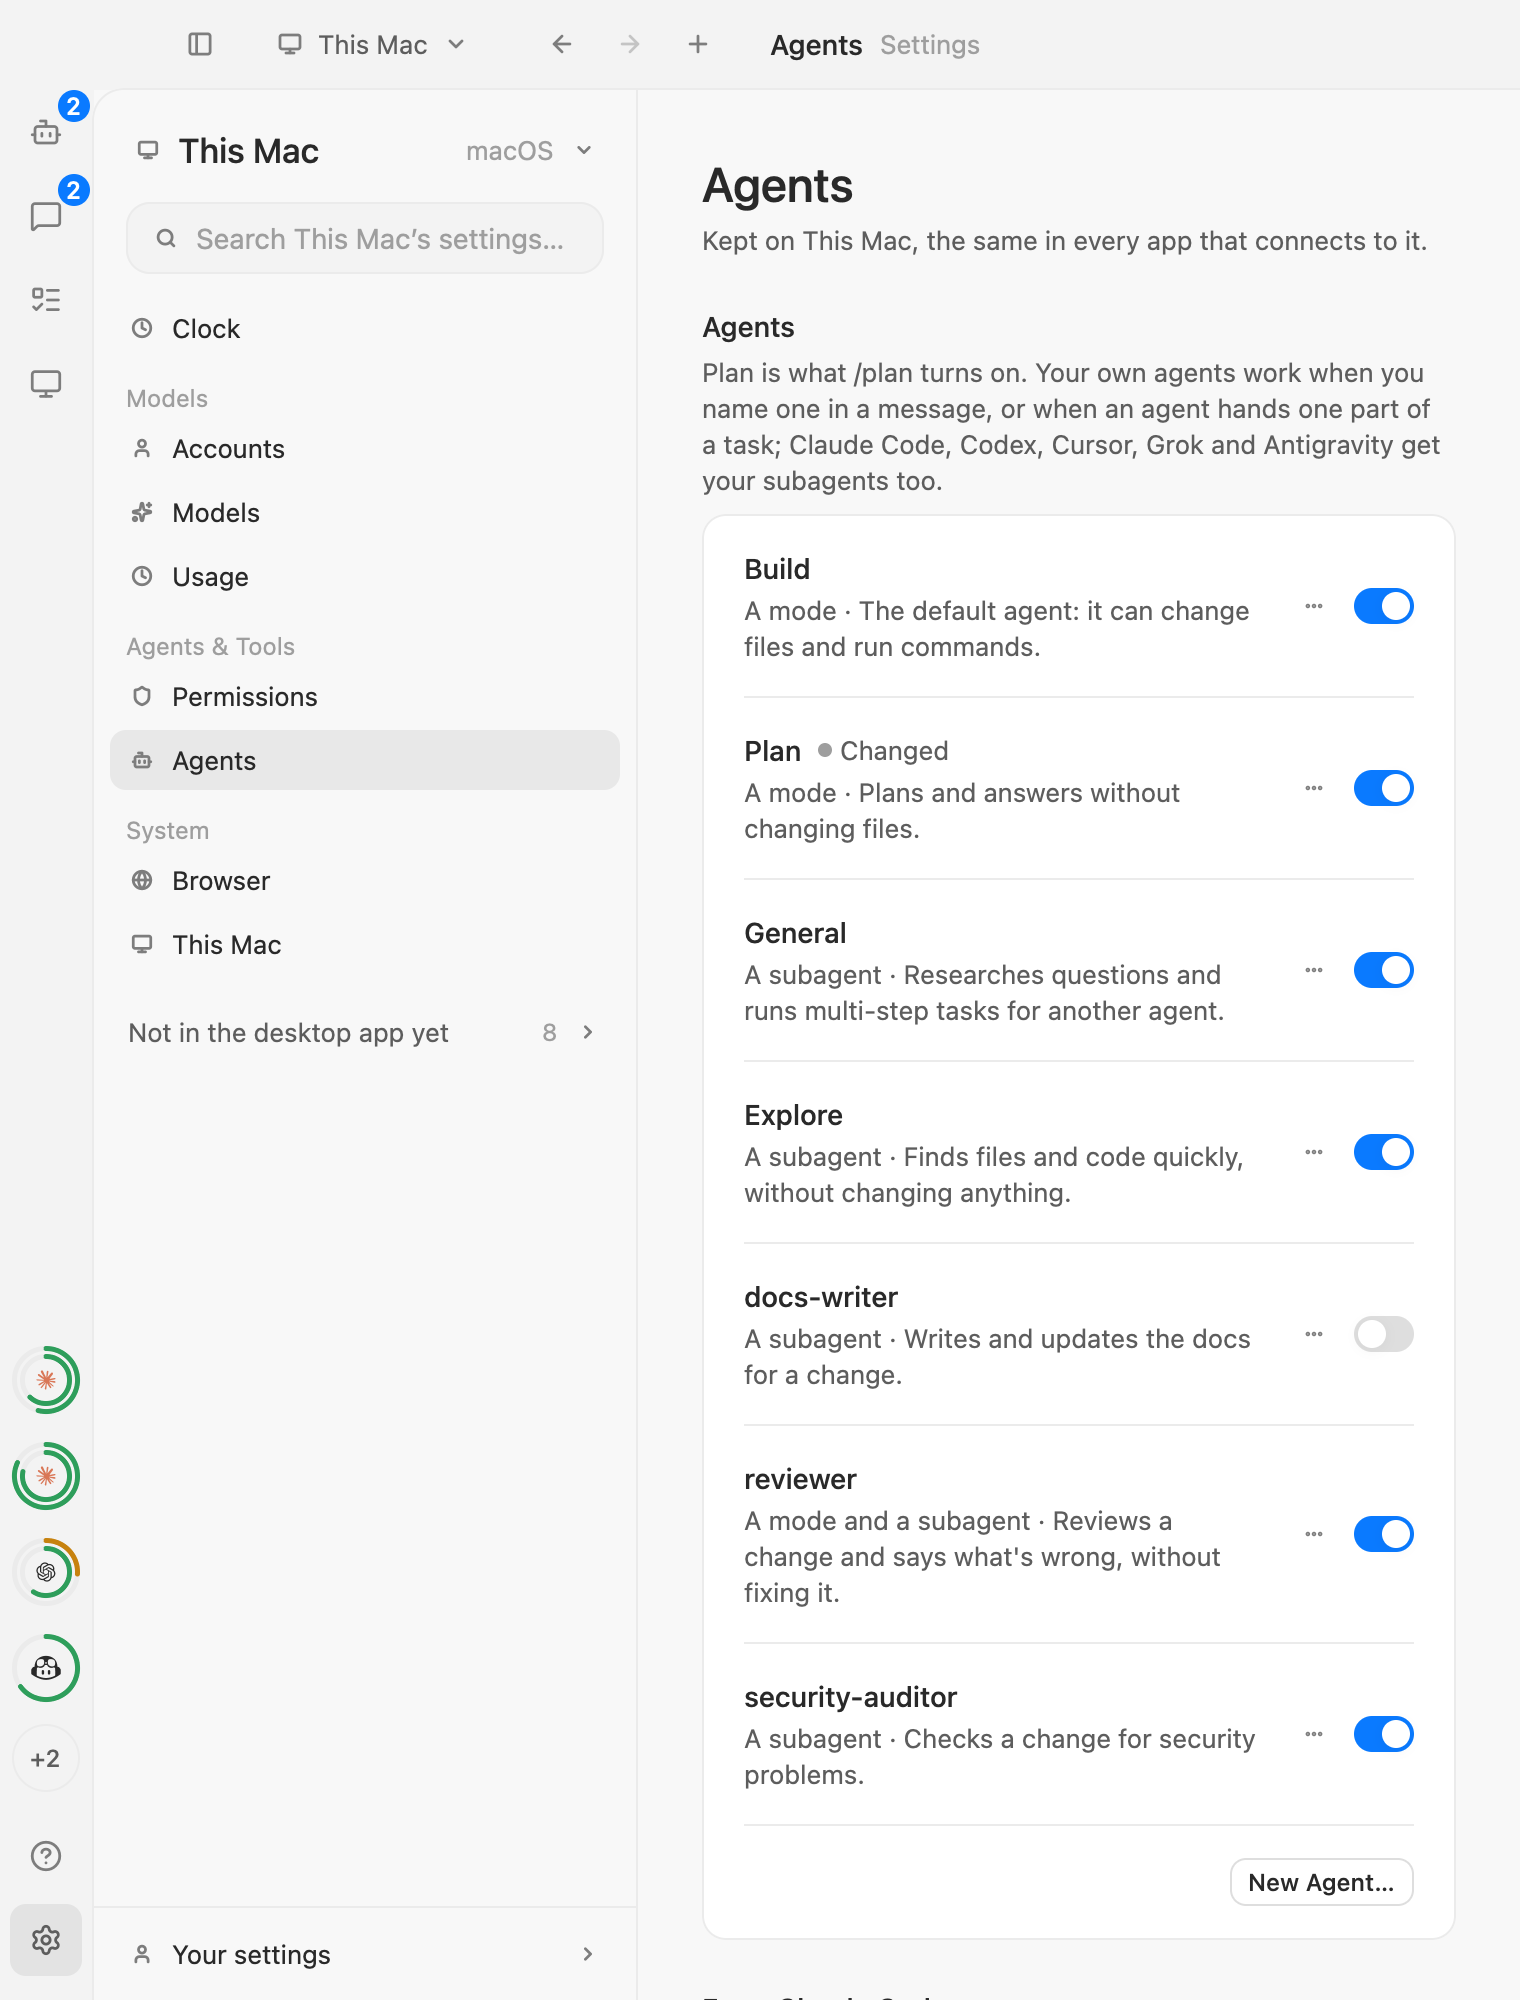 This Mac
Agents Settings
2
2
This Mac
macOS
Search This Mac’s settings...
Clock
Models
Accounts
Models
Usage
Agents & Tools
Permissions
Agents
System
Browser
This Mac
Not in the desktop app yet
8
+2
Your settings
Agents
Kept on This Mac, the same in every app that connects to it.
Agents
Plan is what /plan turns on. Your own agents work when you
name one in a message, or when an agent hands one part of
a task; Claude Code, Codex, Cursor, Grok and Antigravity get
your subagents too.
Build
A mode · The default agent: it can change
files and run commands.
Plan
Changed
A mode · Plans and answers without
changing files.
General
A subagent · Researches questions and
runs multi-step tasks for another agent.
Explore
A subagent · Finds files and code quickly,
without changing anything.
docs-writer
A subagent · Writes and updates the docs
for a change.
reviewer
A mode and a subagent · Reviews a
change and says what's wrong, without
fixing it.
security-auditor
A subagent · Checks a change for security
problems.
New Agent...